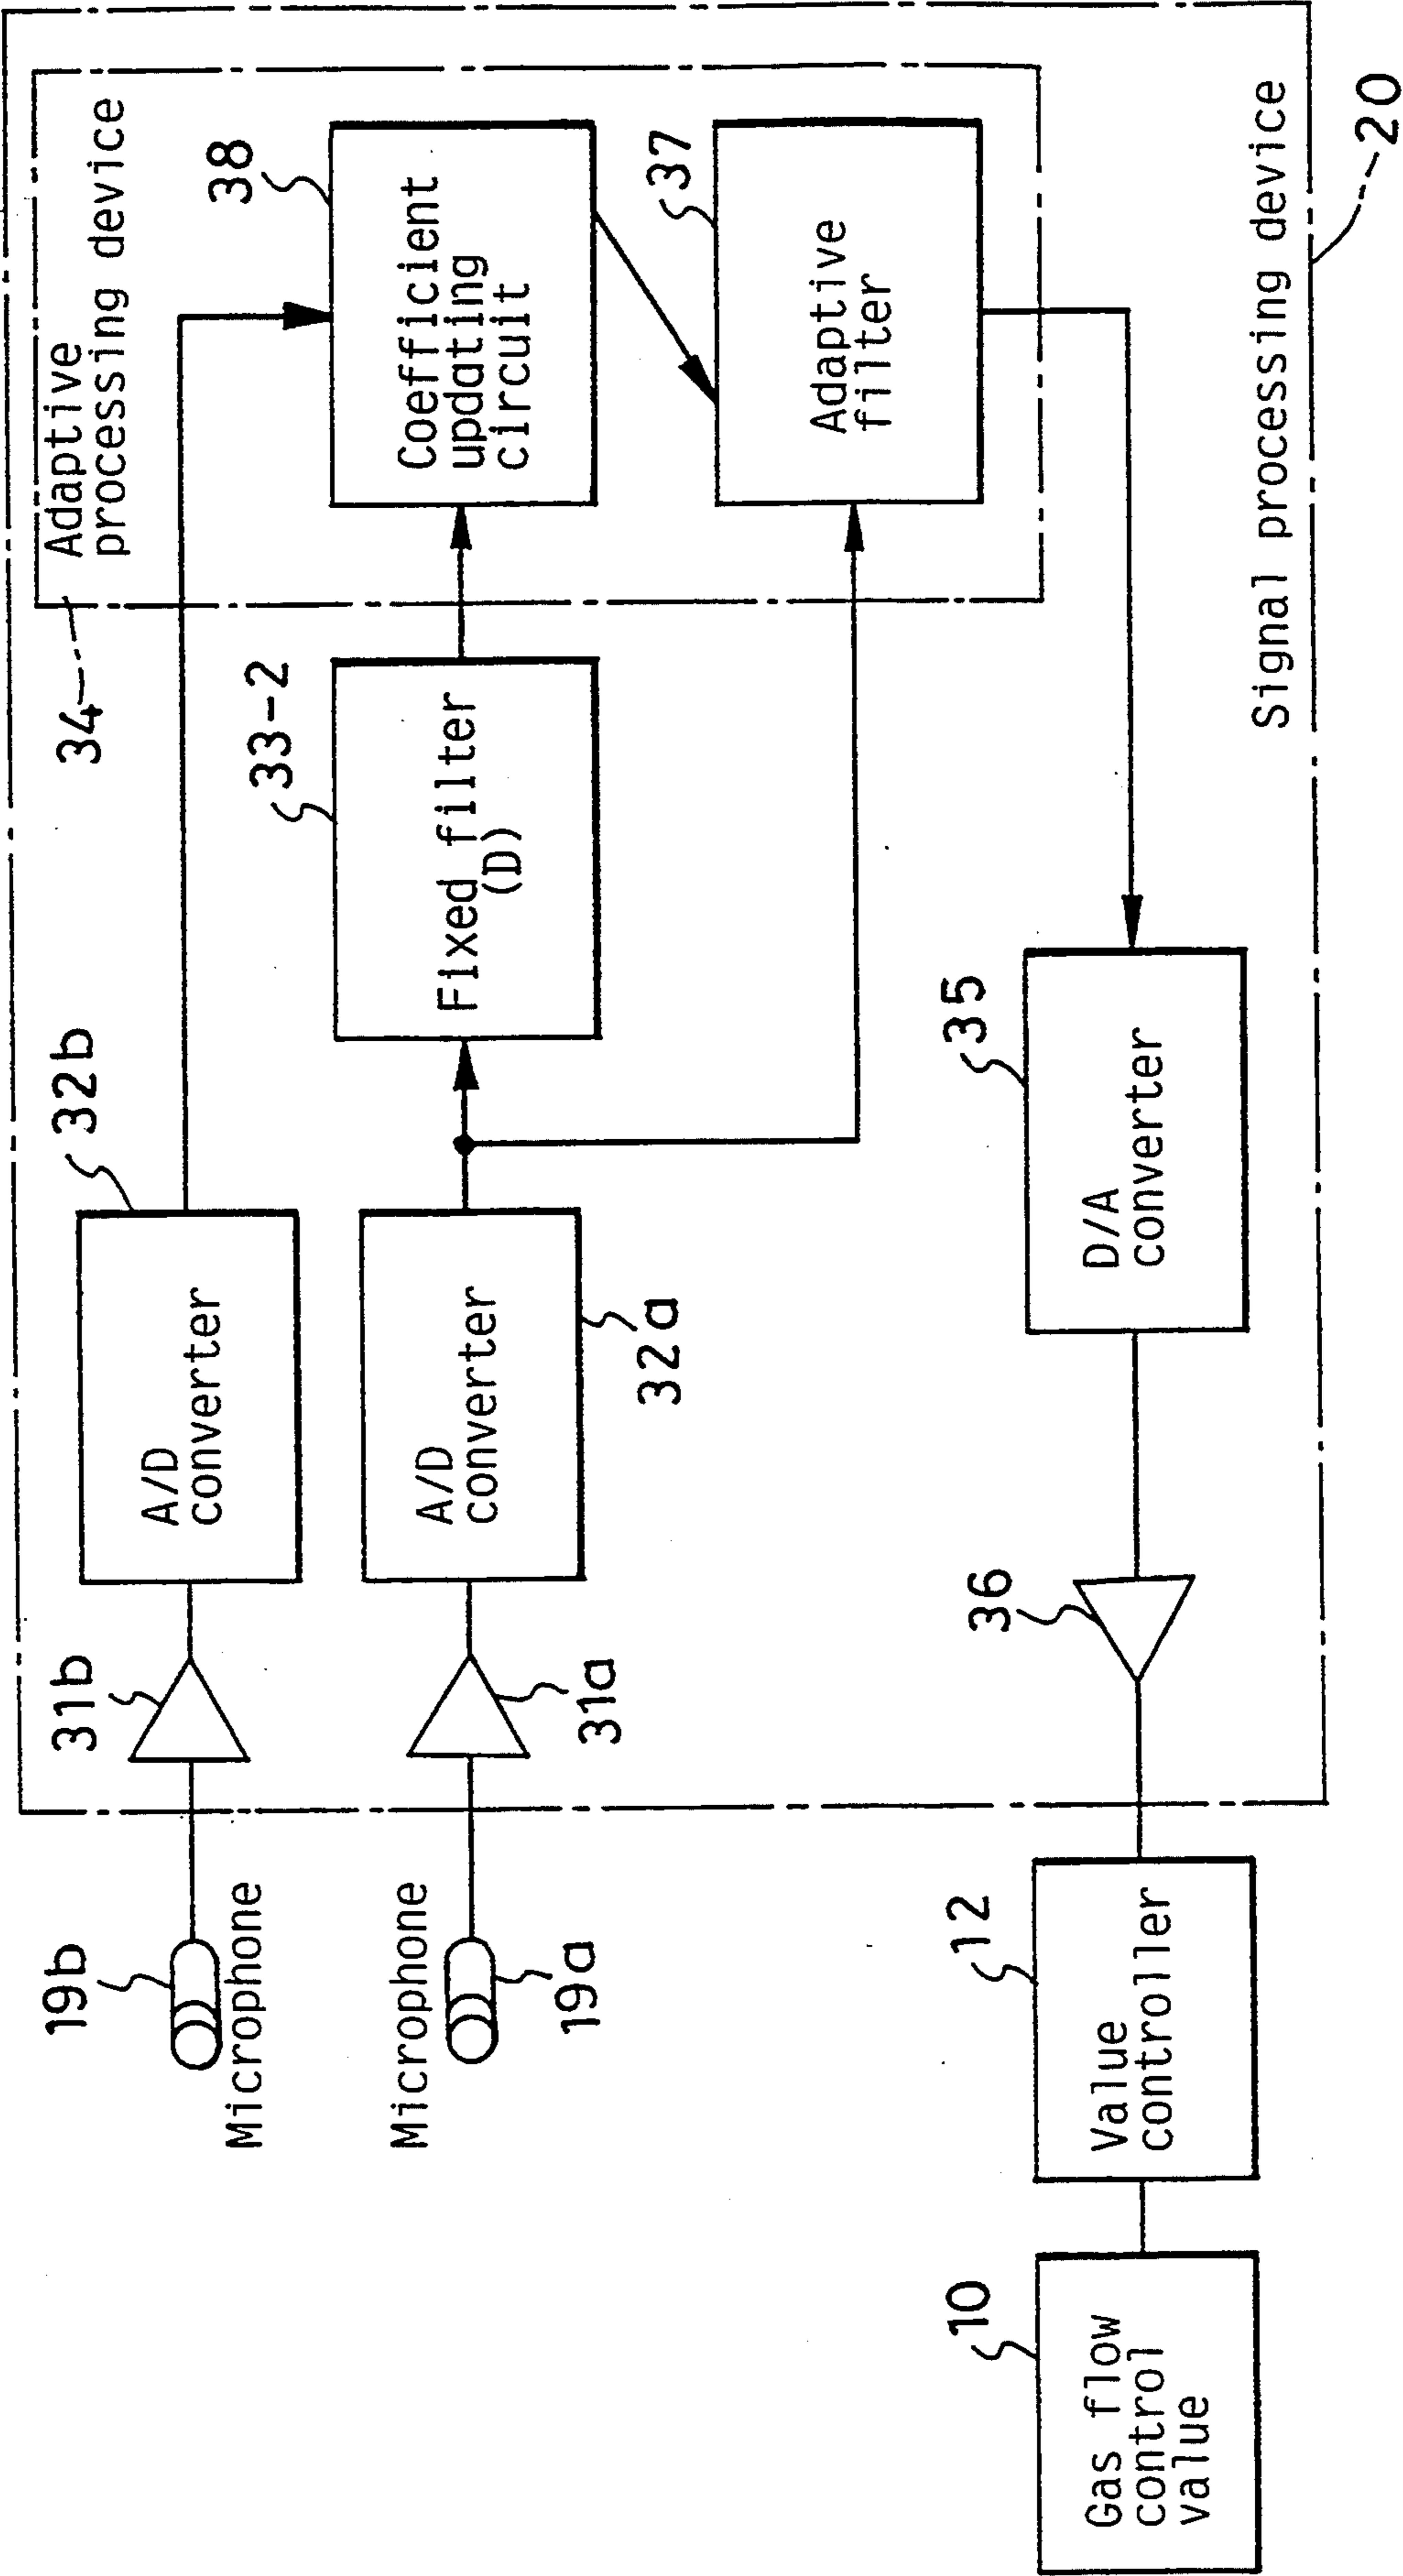 34
Adaptive
processing device
19b
Microphone
31b
32b
A/D
converter
38
Coefficient
updating
circuit
33-2
Fixed filter
(D)
Microphone
19a
31a
A/D
converter
32a
37
Adaptive
filter
10
Gas flow
control
value
12
Value
controller
36
35
D/A
converter
Signal processing device
20